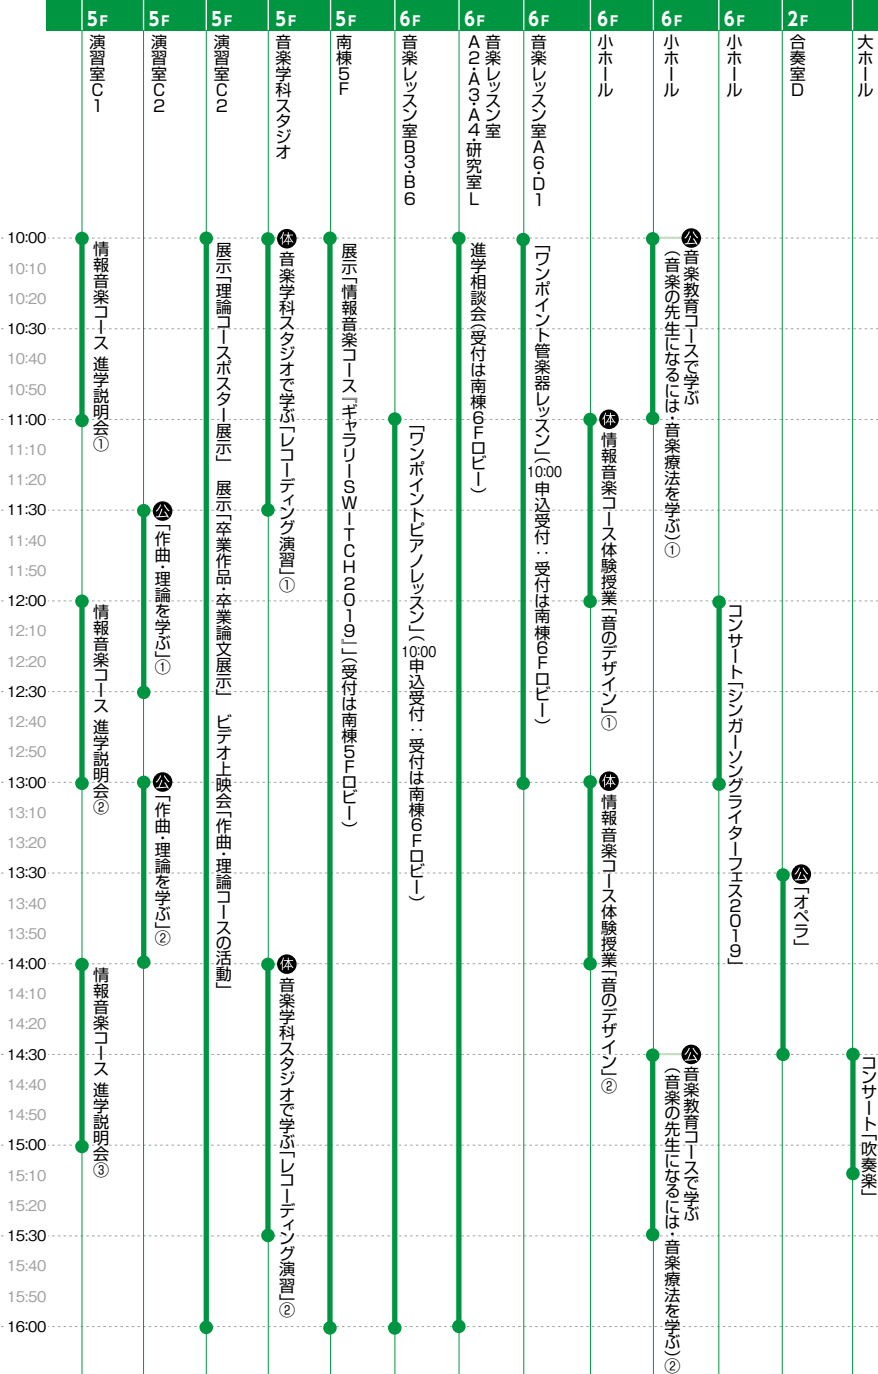 5F
5F
5F
5F
5F
6F
6F
6F
6F
6F
6F
2F
演習室C1
演習室C2
演習室C2
音楽学科スタジオ
南棟5F
音楽レッスン室B3・B6
音楽レッスン室
A2・A3・A4・研究室L
音楽レッスン室A6・D1
小ホール
小ホール
小ホール
合奏室D
大ホール
10:00
10:10
10:20
10:30
10:40
10:50
11:00
11:10
11:20
11:30
11:40
11:50
12:00
12:10
12:20
12:30
12:40
12:50
13:00
13:10
13:20
13:30
13:40
13:50
14:00
14:10
14:20
14:30
14:40
14:50
15:00
15:10
15:20
15:30
15:40
15:50
16:00
情報音楽コース 進学説明会①
情報音楽コース 進学説明会②
情報音楽コース 進学説明会③
公「作曲・理論を学ぶ」①
公「作曲・理論を学ぶ」②
展示「理論コースポスター展示」 展示「卒業作品・卒業論文展示」 ビデオ上映会「作曲・理論コースの活動」
体 音楽学科スタジオで学ぶ「レコーディング演習」①
体 音楽学科スタジオで学ぶ「レコーディング演習」②
展示「情報音楽コース『ギャラリーSWITCH2019』」(受付は南棟5Fロビー)
「ワンポイントピアノレッスン」(10:00申込受付:受付は南棟6Fロビー)
進学相談会(受付は南棟6Fロビー)
「ワンポイント管楽器レッスン」(10:00申込受付:受付は南棟6Fロビー)
体 情報音楽コース体験授業「音のデザイン」①
体 情報音楽コース体験授業「音のデザイン」②
公 音楽教育コースで学ぶ
(音楽の先生になるには・音楽療法を学ぶ)①
公 音楽教育コースで学ぶ
(音楽の先生になるには・音楽療法を学ぶ)②
コンサート「シンガーソングライターフェス2019」
公「オペラ」
コンサート「吹奏楽」